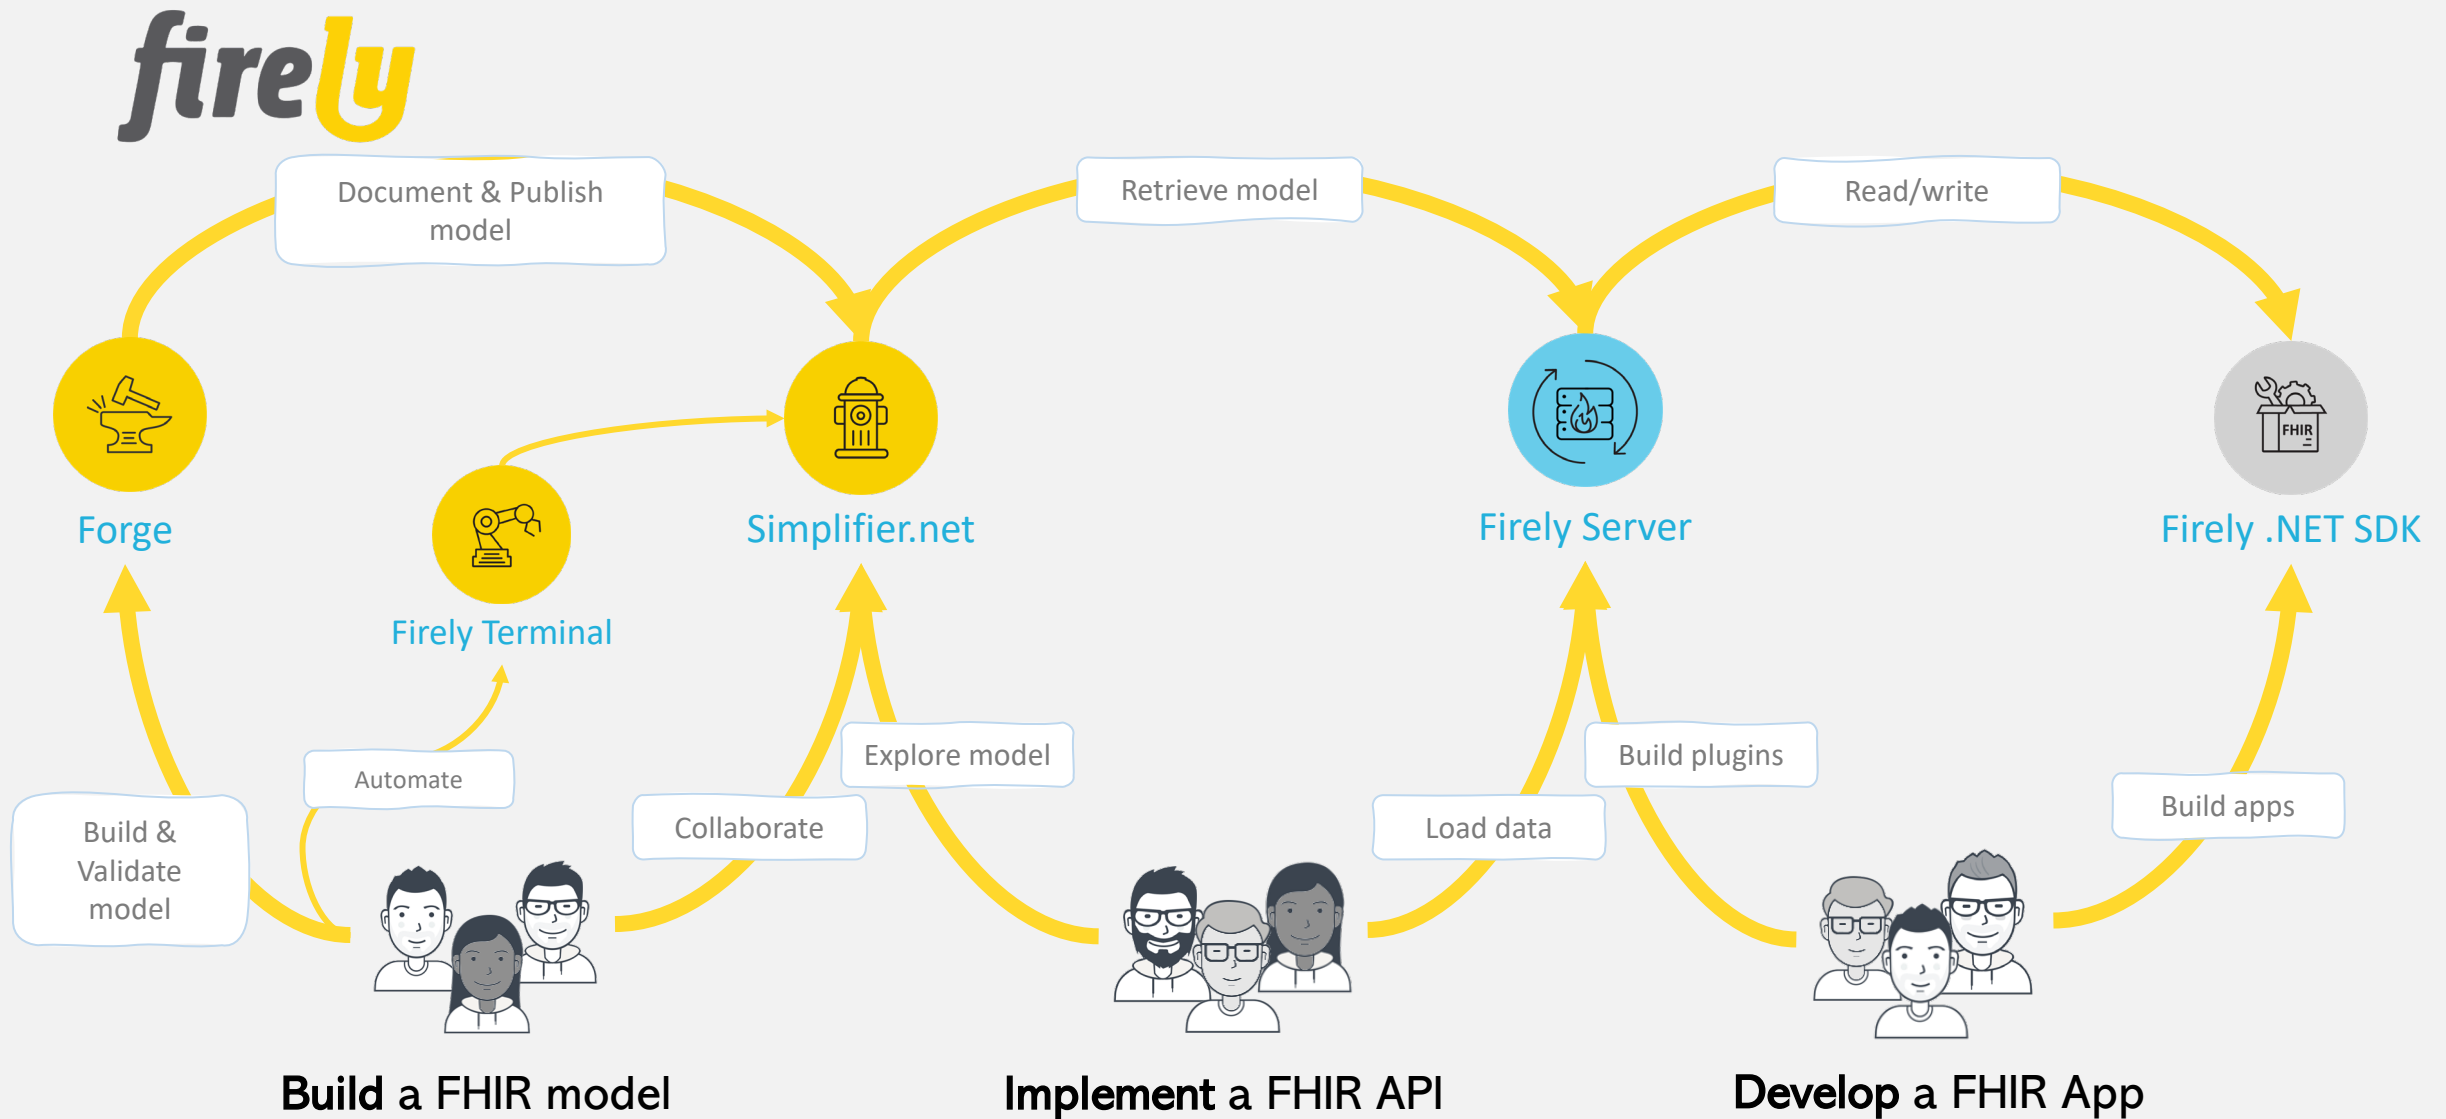 firely
Document & Publish
model
Retrieve model
Read/write
FHIR
Forge
Simplifier.net
Firely Server
Firely .NET SDK
Firely Terminal
Automate
Build &
Validate
model
Collaborate
Explore model
Load data
Build plugins
Build apps
Build a FHIR model
Implement a FHIR API
Develop a FHIR App